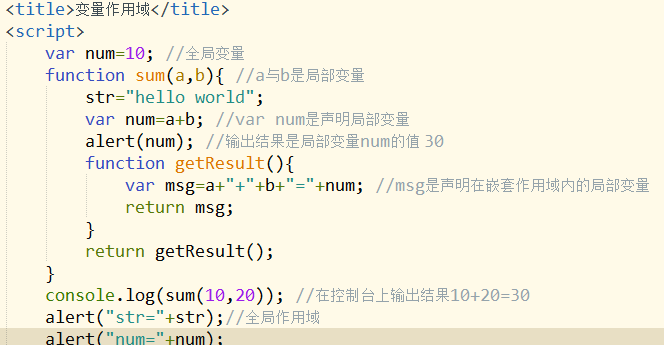 <title>变量作用域</title>
<script>
var num=10; //全局变量
function sum(a,b){ //a与b是局部变量
str="hello world";
var num=a+b; //var num是声明局部变量
alert(num); //输出结果是局部变量num的值 30
function getResult(){
var msg=a+"+"+b+"="+num; //msg是声明在嵌套作用域内的局部变量
return msg;
}
return getResult();
}
console.log(sum(10,20)); //在控制台上输出结果10+20=30
alert("str="+str);//全局作用域
alert("num="+num);